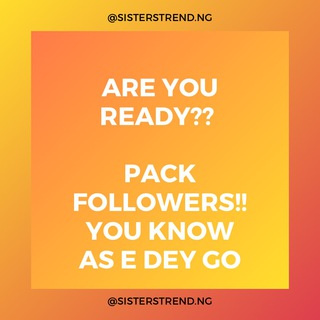 @SISTERSTREND.NG
ARE YOU
READY??
PACK
FOLLOWERS!!
YOU KNOW
AS E DEY GO
@SISTERSTREND.NG